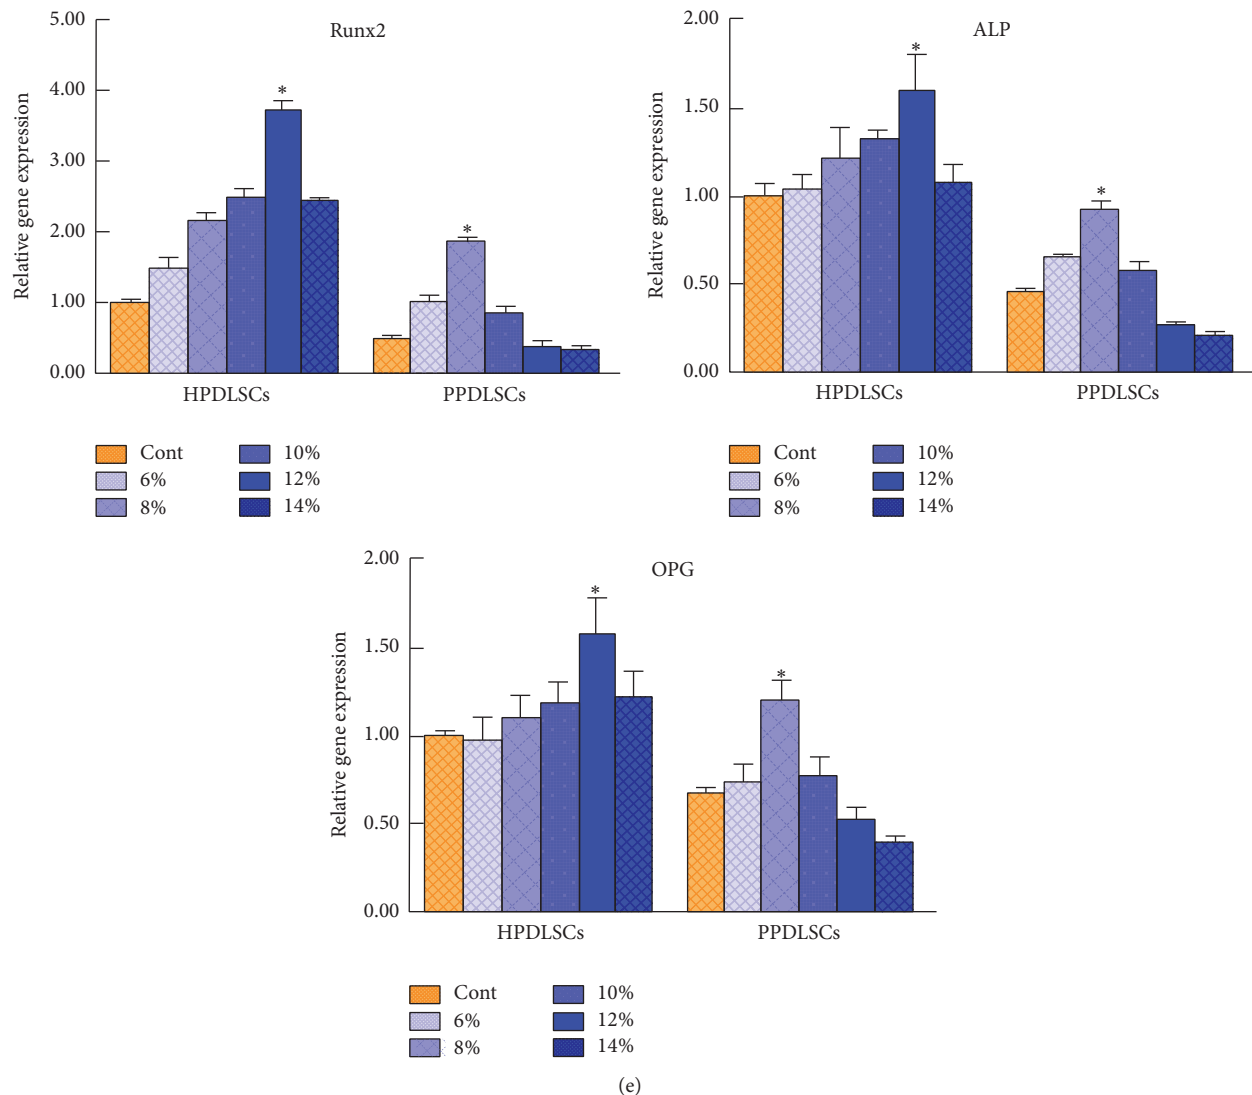 Runx2
Relative gene expression
5.00
4.00
3.00
2.00
1.00
0.00
*
*
HPDLSCs
PPDLSCs
Cont
6%
8%
10%
12%
14%
ALP
Relative gene expression
2.00
1.50
1.00
0.50
0.00
*
*
HPDLSCs
PPDLSCs
Cont
6%
8%
10%
12%
14%
OPG
Relative gene expression
2.00
1.50
1.00
0.50
0.00
*
*
HPDLSCs
PPDLSCs
Cont
6%
8%
10%
12%
14%
(e)